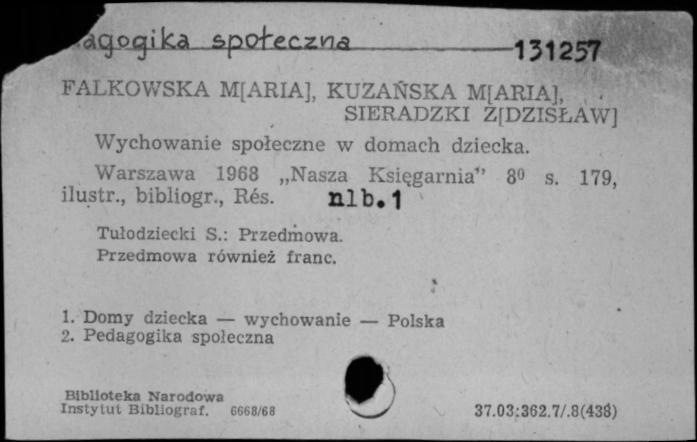 agogika społeczna 131257
FALKOWSKA M[ARIA], KUZAŃSKA M[ARIA],
SIERADZKI Z[DZISŁAW]
Wychowanie społeczne w domach dziecka.
Warszawa 1968 „Nasza Księgarnia” 8⁰ s. 179,
ilustr., bibliogr., Rés. nlb.1
Tułodziecki S.: Przedmowa.
Przedmowa również franc.
1. Domy dziecka — wychowanie — Polska
2. Pedagogika społeczna
Biblioteka Narodowa
Instytut Bibliograf. 6668/68 37.03:362.7/.8(438)